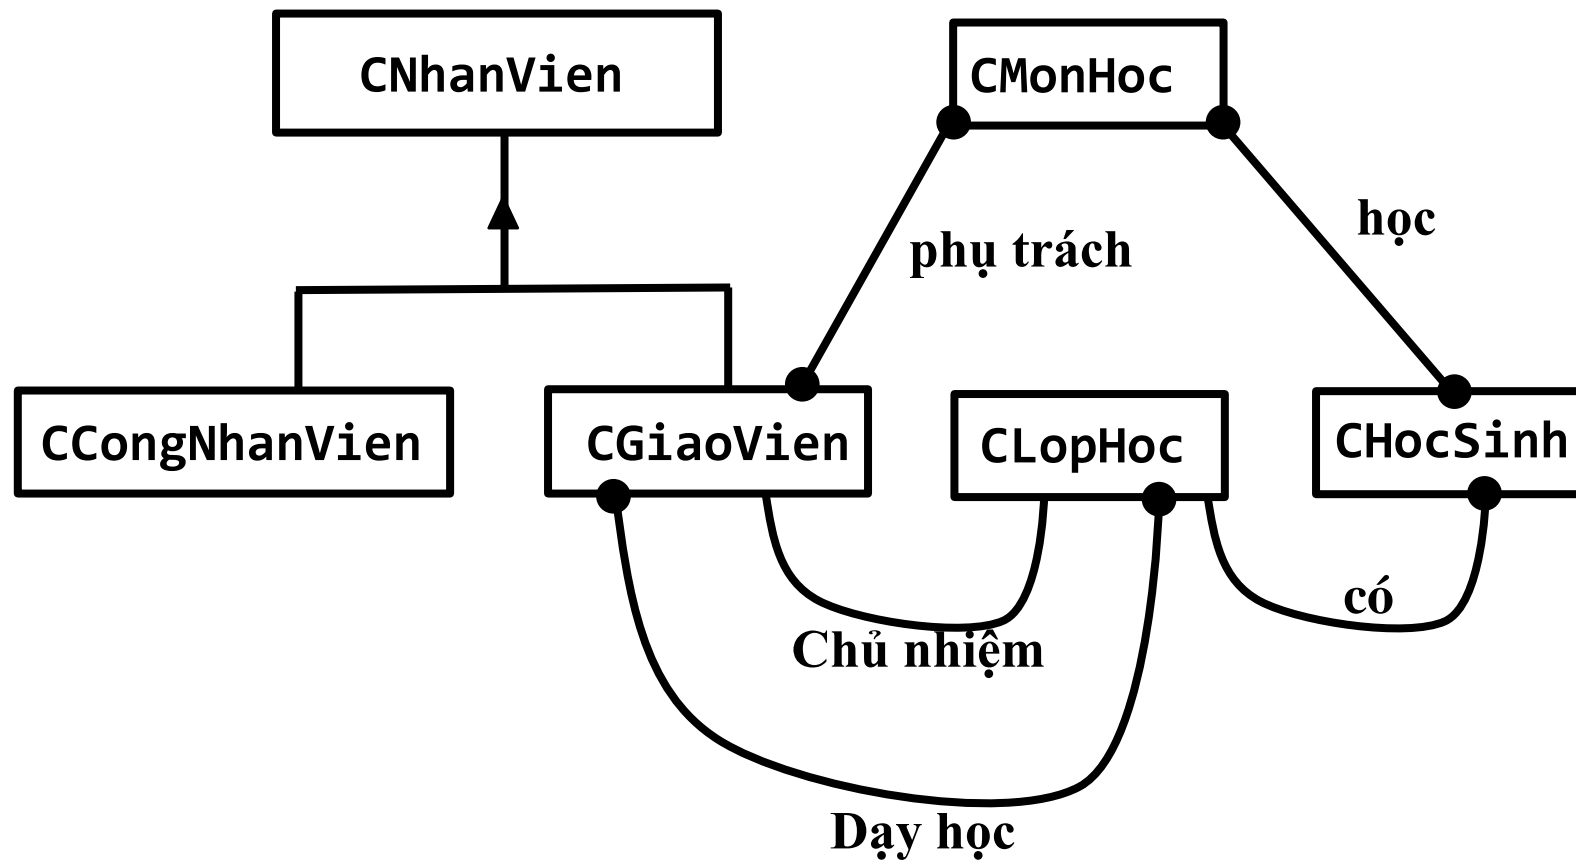 CNhanVien
CMonHoc
học
phụ trách
CCongNhanVien
CGiaoVien
CLopHoc
CHocSinh
có
Chủ nhiệm
Dạy học